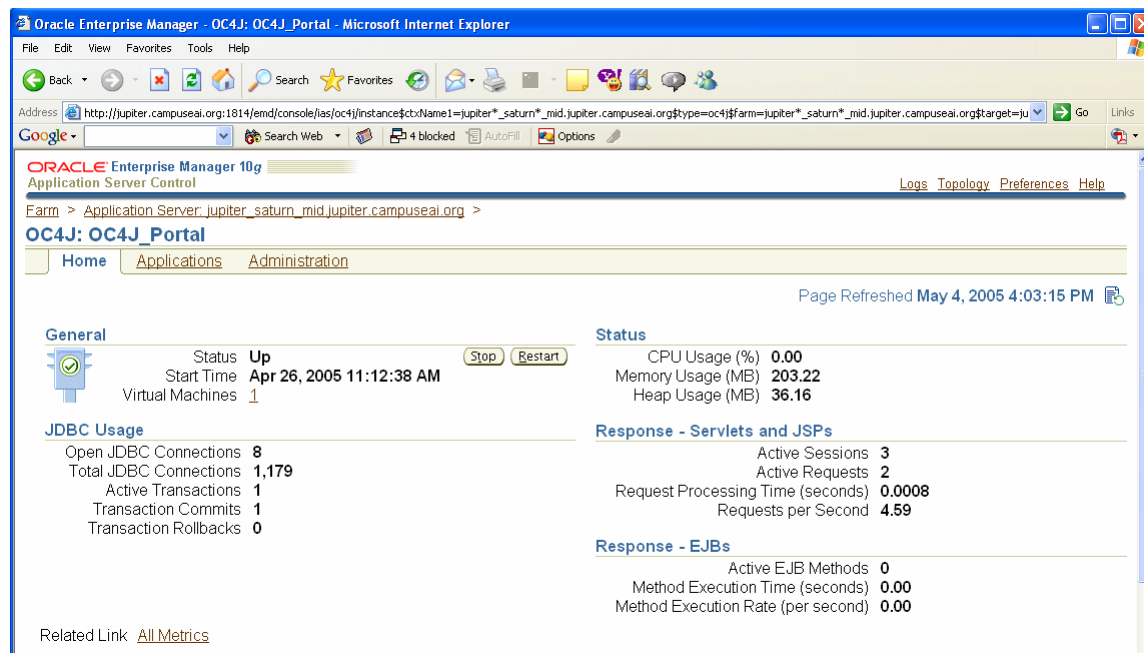 Oracle Enterprise Manager - OC4J: OC4J_Portal - Microsoft Internet Explorer
File Edit View Favorites Tools Help
Back Search Favorites
Address http://jupiter.campuseai.org:1814/emd/console/ias/oc4j/instance$ctxName1=jupiter*_saturn*_mid.jupiter.campuseai.org$type=oc4j$farm=jupiter*_saturn*_mid.jupiter.campuseai.org$target=ju Go Links
Google Search Web 4 blocked AutoFill Options
ORACLE Enterprise Manager 10g
Application Server Control
Logs Topology Preferences Help
Farm > Application Server: jupiter_saturn_mid.jupiter.campuseai.org >
OC4J: OC4J_Portal
Home Applications Administration
Page Refreshed May 4, 2005 4:03:15 PM
General
Status Up Stop Restart
Start Time Apr 26, 2005 11:12:38 AM
Virtual Machines 1
JDBC Usage
Open JDBC Connections 8
Total JDBC Connections 1,179
Active Transactions 1
Transaction Commits 1
Transaction Rollbacks 0
Status
CPU Usage (%) 0.00
Memory Usage (MB) 203.22
Heap Usage (MB) 36.16
Response - Servlets and JSPs
Active Sessions 3
Active Requests 2
Request Processing Time (seconds) 0.0008
Requests per Second 4.59
Response - EJBs
Active EJB Methods 0
Method Execution Time (seconds) 0.00
Method Execution Rate (per second) 0.00
Related Link All Metrics